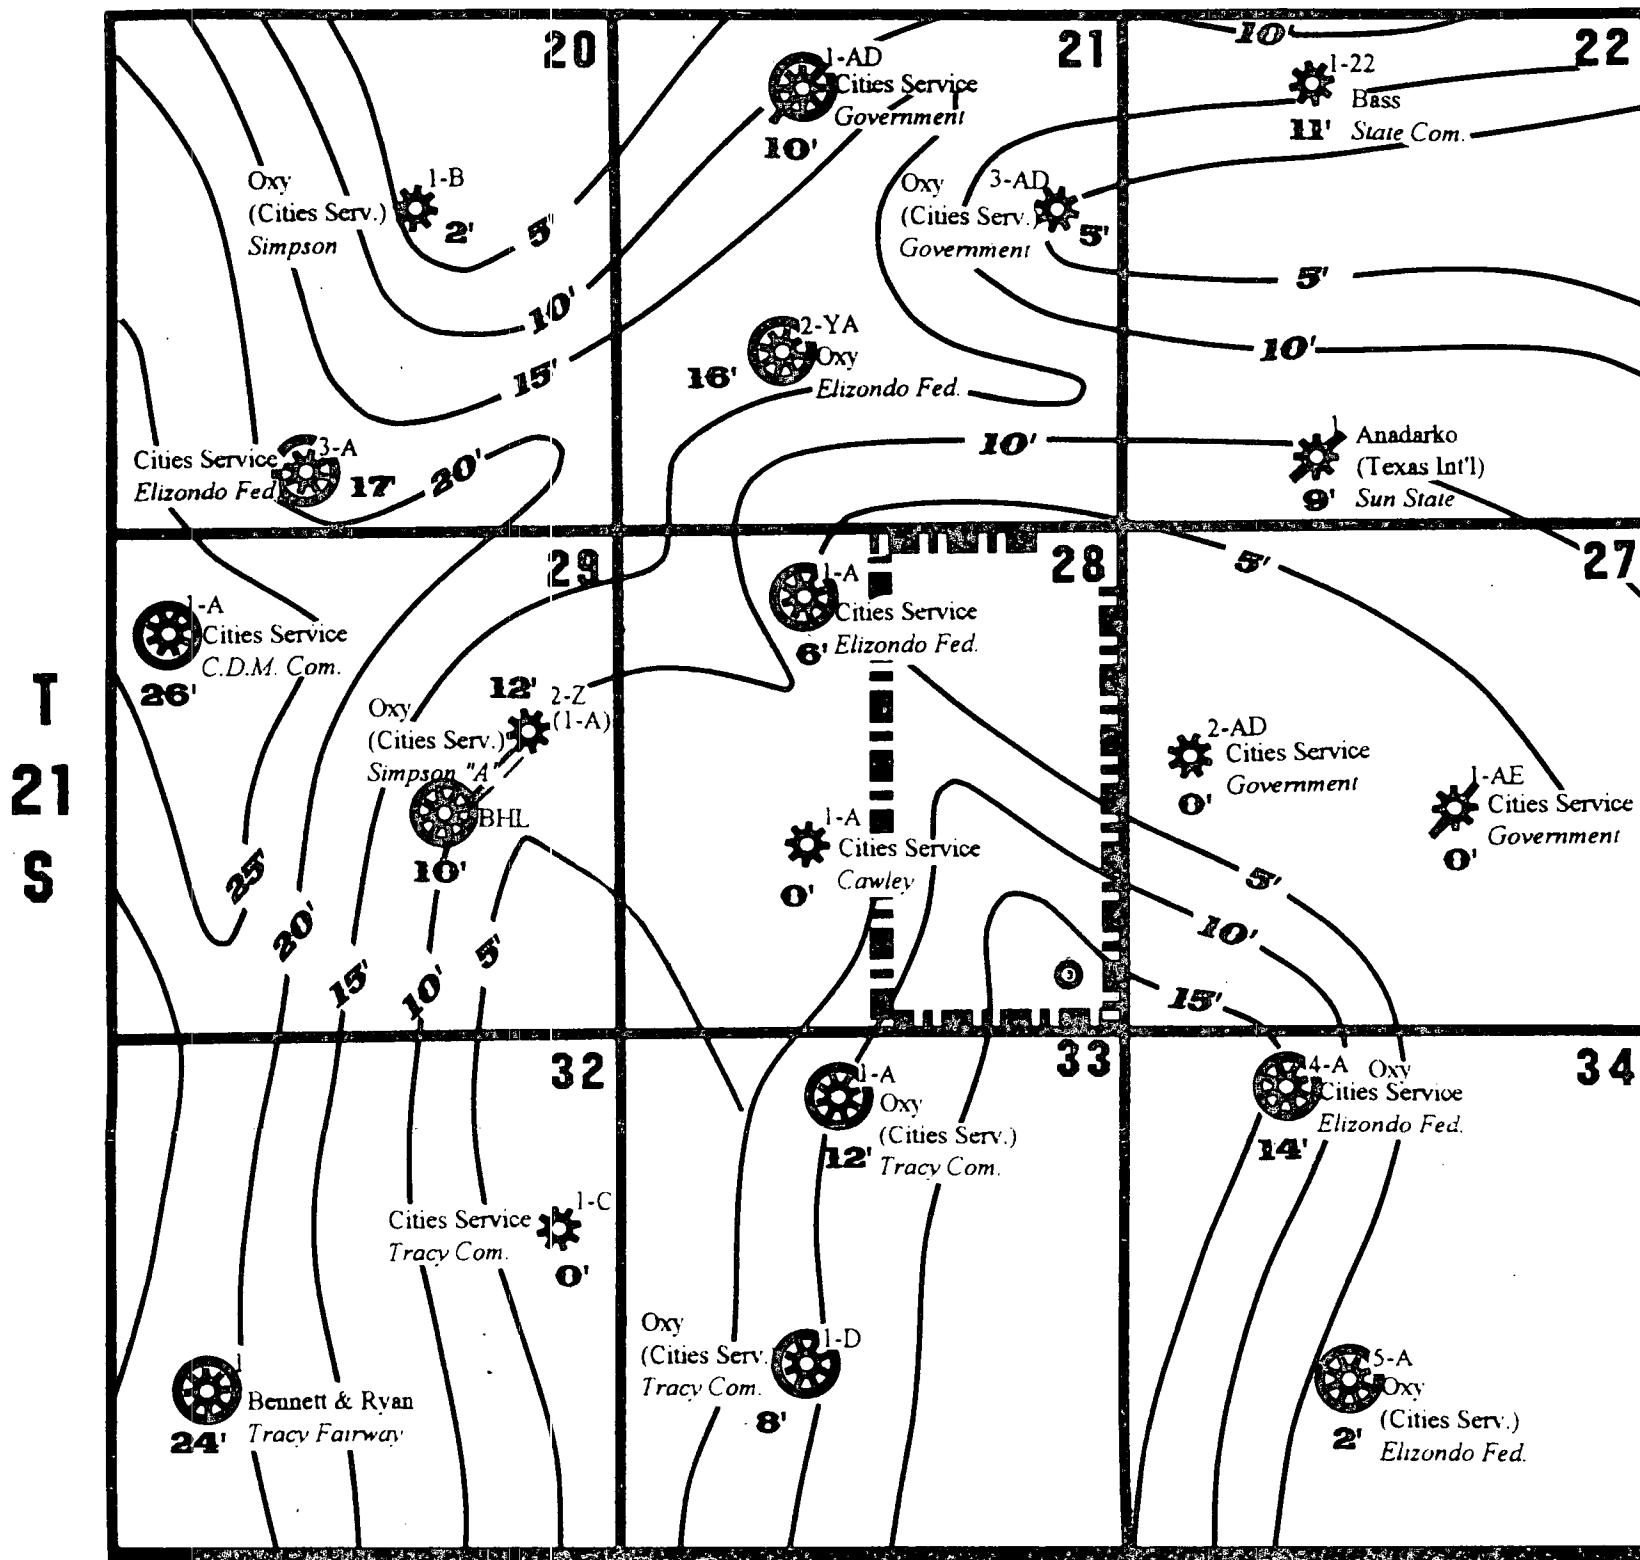 20
21
22
10'
1-AD
Cities Service
Government
10'
1-22
Bass
11'
State Com.
Oxy
1-B
(Cities Serv.)
2'
Simpson
5'
Oxy
3-AD
(Cities Serv.)
5'
Government
5'
10'
10'
2-YA
Oxy
16'
Elizondo Fed.
15'
3-A
Cities Service
Elizondo Fed
17'
20'
10'
1
Anadarko
(Texas Int'l)
9'
Sun State
29
28
27
5'
1-A
Cities Service
C.D.M. Com.
26'
1-A
Cities Service
6'
Elizondo Fed.
T
21
S
12'
2-Z
(1-A)
Oxy
(Cities Serv.)
Simpson "A"
BHL
10'
2-AD
Cities Service
Government
0'
1-AE
Cities Service
Government
0'
1-A
Cities Service
0'
Cawley
25'
20'
15'
10'
5'
5'
10'
15'
3
32
33
34
1-A
Oxy
(Cities Serv.)
12'
Tracy Com.
4-A
Oxy
Cities Service
Elizondo Fed.
14'
1-C
Cities Service
Tracy Com.
0'
Oxy
1-D
(Cities Serv.
Tracy Com.
8'
1
Bennett & Ryan
24'
Tracy Fairway
5-A
Oxy
(Cities Serv.)
2'
Elizondo Fed.